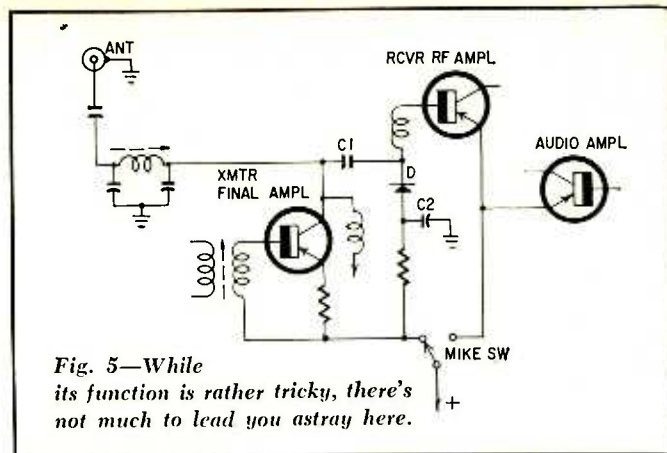 ANT
RCVR RF AMPL
C1
AUDIO AMPL
XMTR
FINAL AMPL
D
C2
MIKE SW
+
Fig. 5—While
its function is rather tricky, there's
not much to lead you astray here.